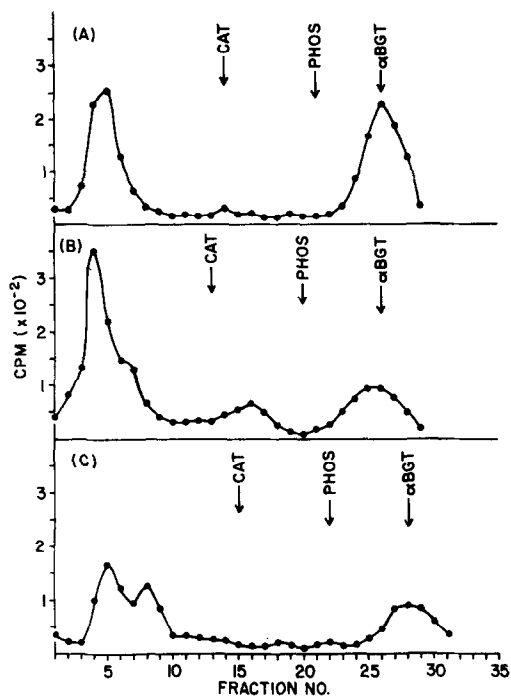 (A)
CAT
PHOS
αBGT
3
2
1
(B)
CAT
PHOS
αBGT
3
2
1
CPM (x10⁻²)
(C)
CAT
PHOS
αBGT
3
2
1
5 10 15 20 25 30 35
FRACTION NO.